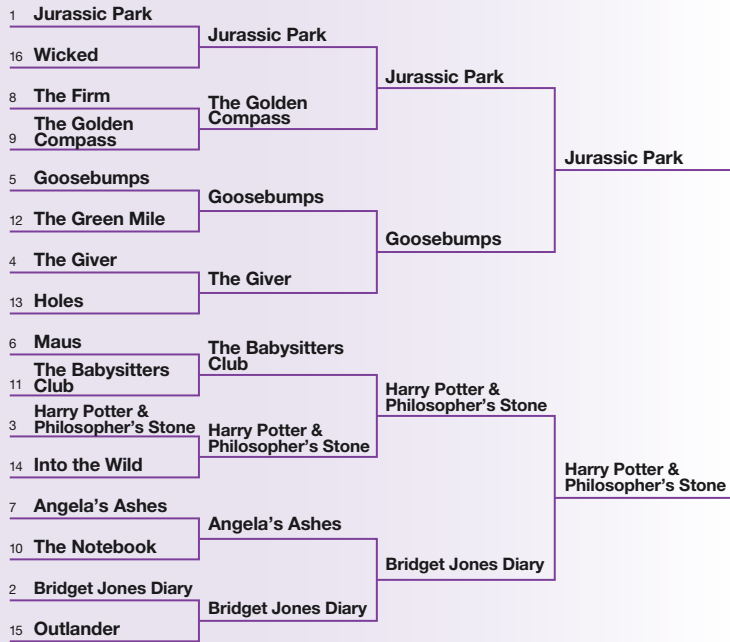 1 Jurassic Park
16 Wicked
8 The Firm
9 The Golden
Compass
5 Goosebumps
12 The Green Mile
4 The Giver
13 Holes
6 Maus
11 The Babysitters
Club
3 Harry Potter &
Philosopher's Stone
14 Into the Wild
7 Angela's Ashes
10 The Notebook
2 Bridget Jones Diary
15 Outlander
Jurassic Park
The Golden
Compass
Goosebumps
The Giver
The Babysitters
Club
Harry Potter &
Philosopher's Stone
Angela's Ashes
Bridget Jones Diary
Jurassic Park
Goosebumps
Harry Potter &
Philosopher's Stone
Bridget Jones Diary
Jurassic Park
Harry Potter &
Philosopher's Stone